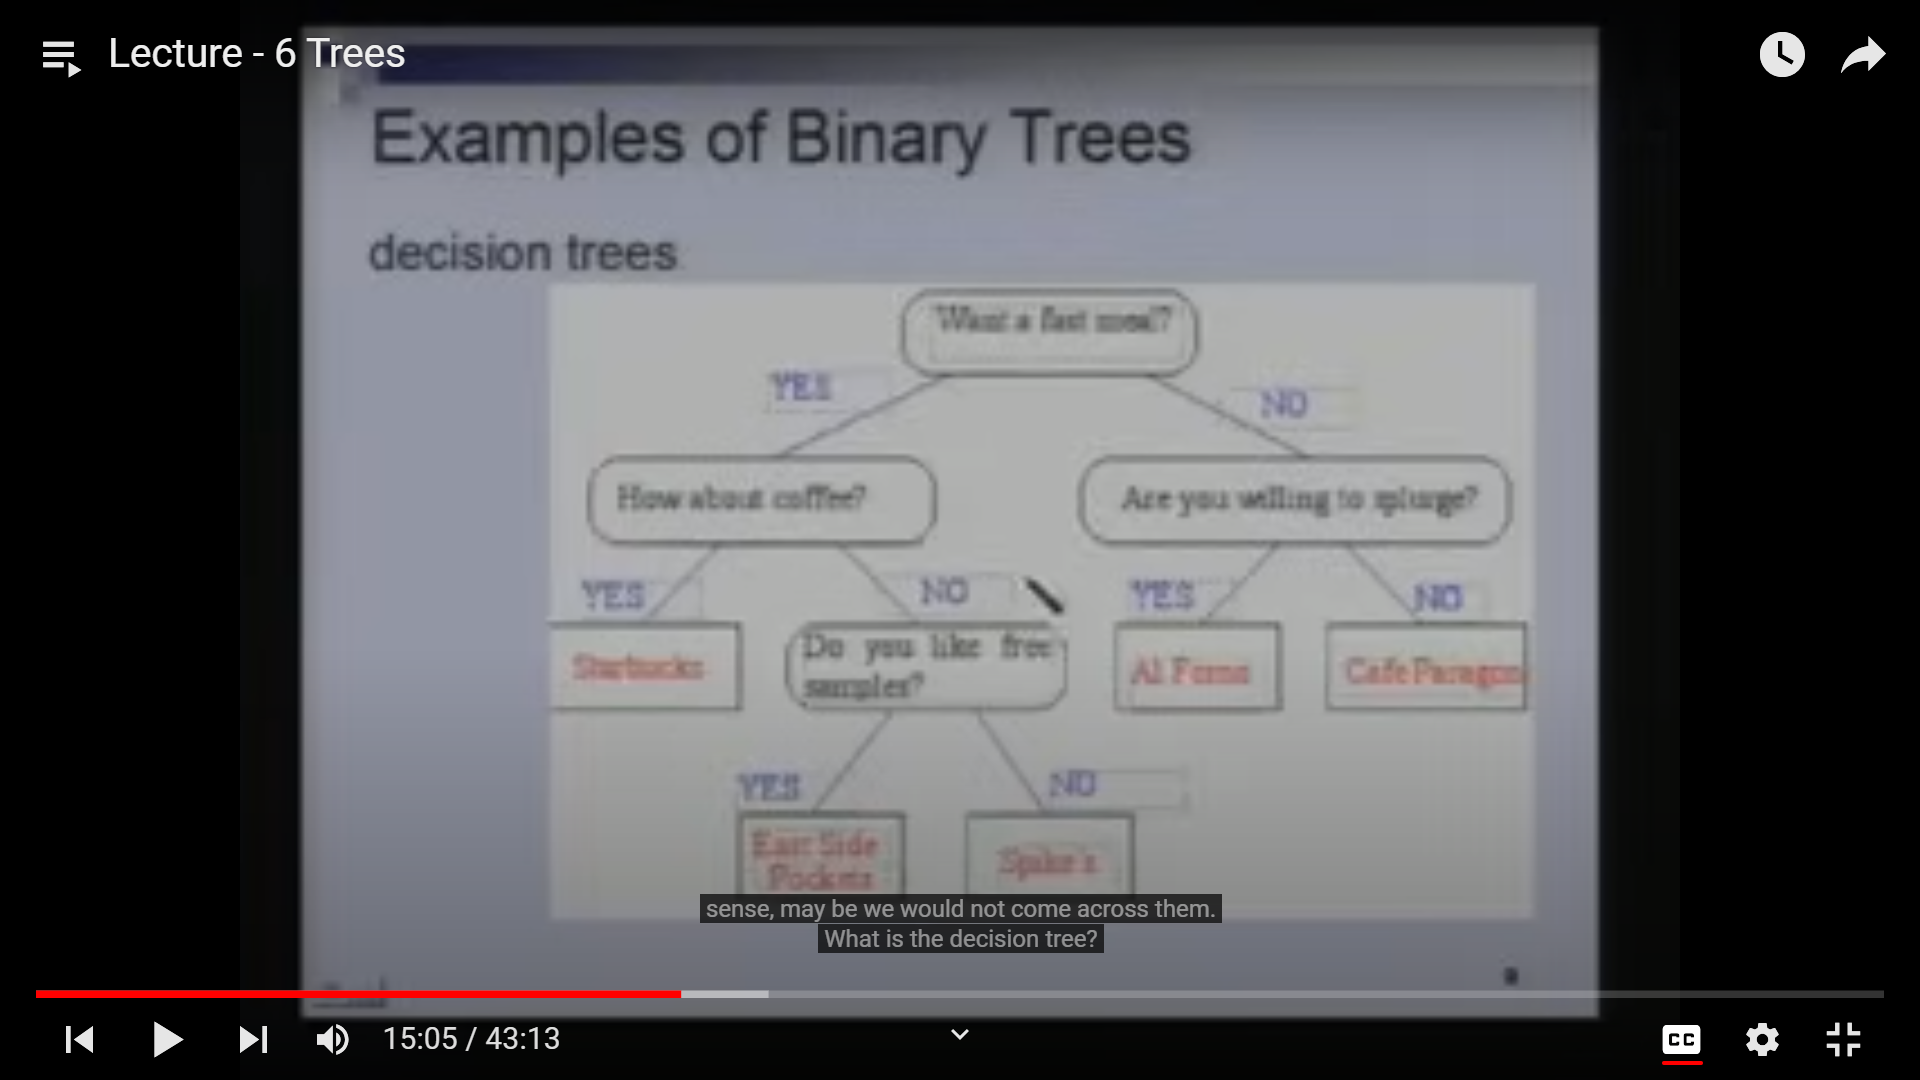 Lecture - 6 Trees
Examples of Binary Trees
decision trees
Want a fast meal?
YES
NO
How about coffee?
Are you willing to splurge?
YES
NO
YES
NO
Starbucks
Do you like free
samples?
Al Forno
Cafe Paragon
YES
NO
East Side
Pockets
Spike's
sense, may be we would not come across them.
What is the decision tree?
15:05 / 43:13
CC